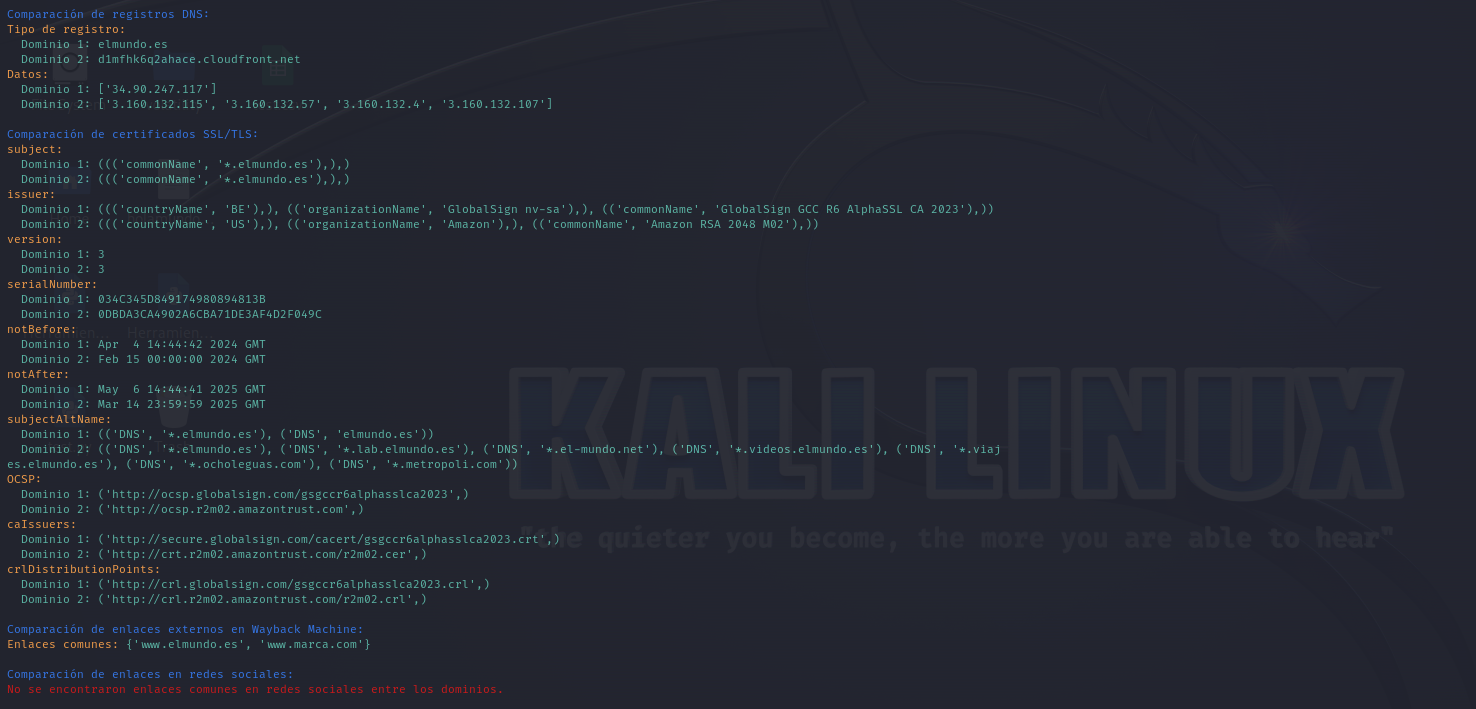 Comparación de registros DNS:
Tipo de registro:
  Dominio 1: elmundo.es
  Dominio 2: d1mfhk6q2ahace.cloudfront.net
Datos:
  Dominio 1: ['34.90.247.117']
  Dominio 2: ['3.160.132.115', '3.160.132.57', '3.160.132.4', '3.160.132.107']

Comparación de certificados SSL/TLS:
subject:
  Dominio 1: ((('commonName', '*.elmundo.es'),),)
  Dominio 2: ((('commonName', '*.elmundo.es'),),)
issuer:
  Dominio 1: ((('countryName', 'BE'),), (('organizationName', 'GlobalSign nv-sa'),), (('commonName', 'GlobalSign GCC R6 AlphaSSL CA 2023'),))
  Dominio 2: ((('countryName', 'US'),), (('organizationName', 'Amazon'),), (('commonName', 'Amazon RSA 2048 M02'),))
version:
  Dominio 1: 3
  Dominio 2: 3
serialNumber:
  Dominio 1: 034C345D849174980894813B
  Dominio 2: 0DBDA3CA4902A6CBA71DE3AF4D2F049C
notBefore:
  Dominio 1: Apr  4 14:44:42 2024 GMT
  Dominio 2: Feb 15 00:00:00 2024 GMT
notAfter:
  Dominio 1: May  6 14:44:41 2025 GMT
  Dominio 2: Mar 14 23:59:59 2025 GMT
subjectAltName:
  Dominio 1: (('DNS', '*.elmundo.es'), ('DNS', 'elmundo.es'))
  Dominio 2: (('DNS', '*.elmundo.es'), ('DNS', '*.lab.elmundo.es'), ('DNS', '*.el-mundo.net'), ('DNS', '*.videos.elmundo.es'), ('DNS', '*.viaj
es.elmundo.es'), ('DNS', '*.ocholeguas.com'), ('DNS', '*.metropoli.com'))
OCSP:
  Dominio 1: ('http://ocsp.globalsign.com/gsgccr6alphasslca2023',)
  Dominio 2: ('http://ocsp.r2m02.amazontrust.com',)
caIssuers:
  Dominio 1: ('http://secure.globalsign.com/cacert/gsgccr6alphasslca2023.crt',)
  Dominio 2: ('http://crt.r2m02.amazontrust.com/r2m02.cer',)
crlDistributionPoints:
  Dominio 1: ('http://crl.globalsign.com/gsgccr6alphasslca2023.crl',)
  Dominio 2: ('http://crl.r2m02.amazontrust.com/r2m02.crl',)

Comparación de enlaces externos en Wayback Machine:
Enlaces comunes: {'www.elmundo.es', 'www.marca.com'}

Comparación de enlaces en redes sociales:
No se encontraron enlaces comunes en redes sociales entre los dominios.
KALI LINUX
"the quieter you become, the more you are able to hear"
Herramien